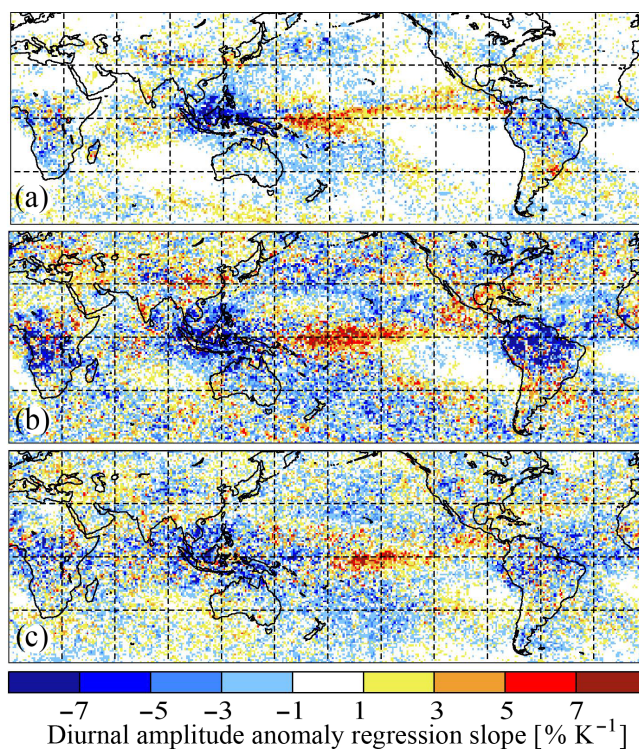 (a)
(b)
(c)
-7 -5 -3 -1 1 3 5 7
Diurnal amplitude anomaly regression slope [% K⁻¹]